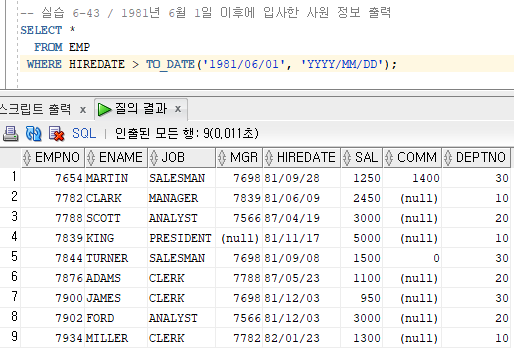 -- 실습 6-43 / 1981년 6월 1일 이후에 입사한 사원 정보 출력
SELECT *
FROM EMP
WHERE HIREDATE > TO_DATE('1981/06/01', 'YYYY/MM/DD');
스크립트 출력 × 질의 결과 ×
SQL | 인출된 모든 행: 9(0,011초)
EMPNO ENAME JOB MGR HIREDATE SAL COMM DEPTNO
1 7654 MARTIN SALESMAN 7698 81/09/28 1250 1400 30
2 7782 CLARK MANAGER 7839 81/06/09 2450 (null) 10
3 7788 SCOTT ANALYST 7566 87/04/19 3000 (null) 20
4 7839 KING PRESIDENT (null) 81/11/17 5000 (null) 10
5 7844 TURNER SALESMAN 7698 81/09/08 1500 0 30
6 7876 ADAMS CLERK 7788 87/05/23 1100 (null) 20
7 7900 JAMES CLERK 7698 81/12/03 950 (null) 30
8 7902 FORD ANALYST 7566 81/12/03 3000 (null) 20
9 7934 MILLER CLERK 7782 82/01/23 1300 (null) 10